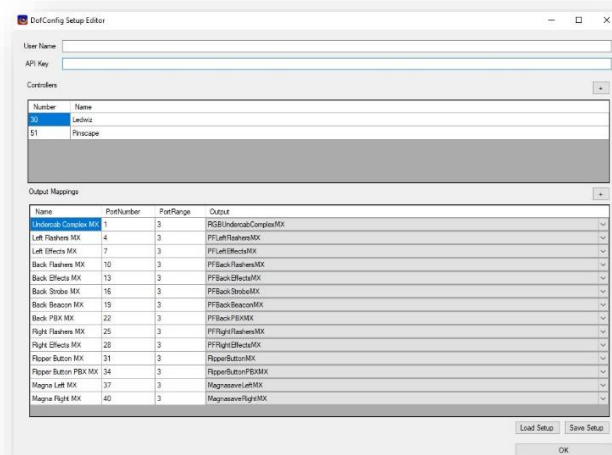 DofConfig Setup Editor
User Name
API Key
Controllers
+
Number Name
30 Ledwiz
51 Pinscape
Output Mappings
+
Name PortNumber PortRange Output
Undercab Complex MX 1 3 RGBUndercabComplexMX
Left Flashers MX 4 3 PFLeftFlashersMX
Left Effects MX 7 3 PFLeftEffectsMX
Back Flashers MX 10 3 PFBackFlashersMX
Back Effects MX 13 3 PFBackEffectsMX
Back Strobe MX 16 3 PFBackStrobeMX
Back Beacon MX 19 3 PFBackBeaconMX
Back PBX MX 22 3 PFBackPBXMX
Right Flashers MX 25 3 PFRightFlashersMX
Right Effects MX 28 3 PFRightEffectsMX
Flipper Button MX 31 3 FlipperButtonMX
Flipper Button PBX MX 34 3 FlipperButtonPBXMX
Magna Left MX 37 3 MagnasaveLeftMX
Magna Right MX 40 3 MagnasaveRightMX
Load Setup Save Setup
OK